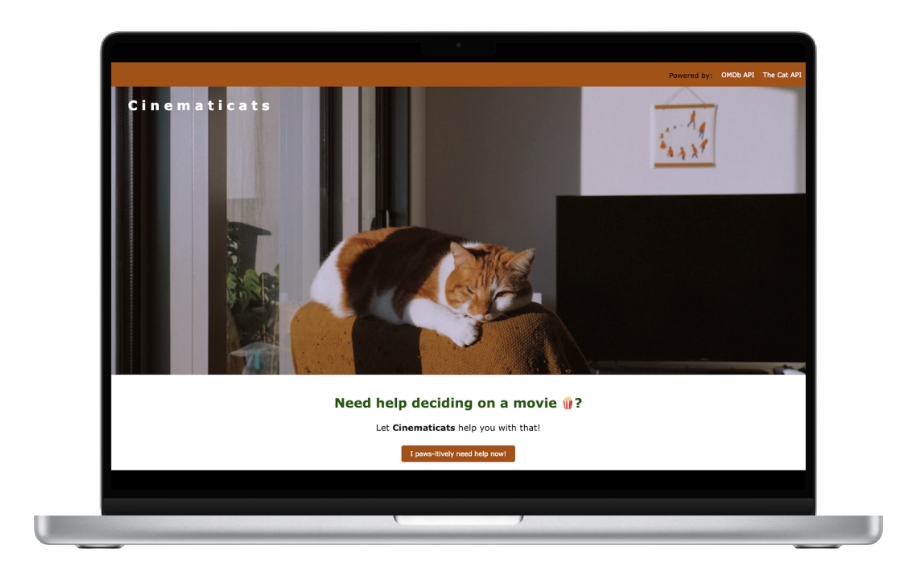 Powered by: OMDb API The Cat API
Cinematicats
Need help deciding on a movie 🍿?
Let Cinematicats help you with that!
I paws-itively need help now!